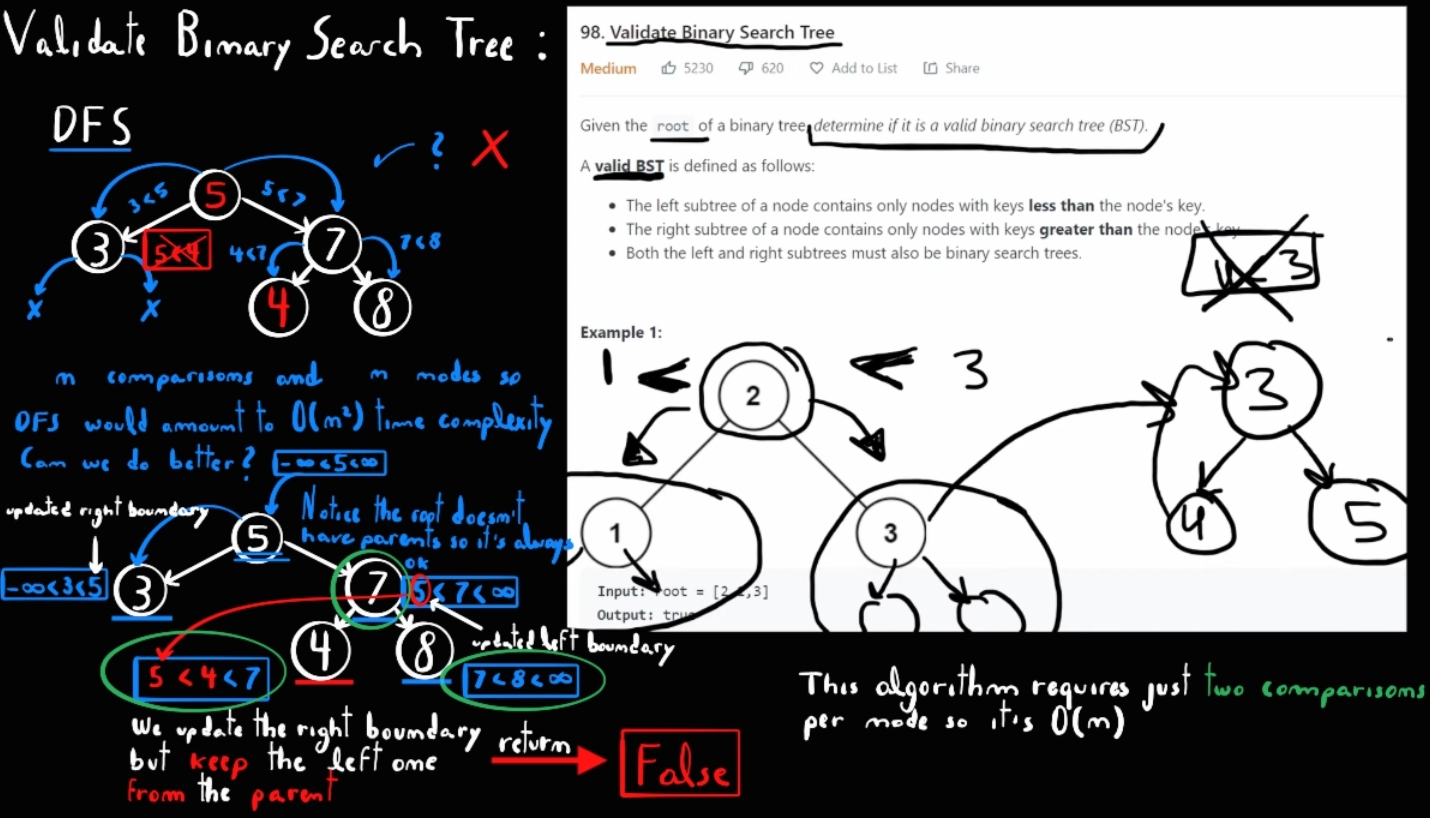 Validate Binary Search Tree :
DFS
? X
3<5
5<7
5
3
5<4
4<7
7
7<8
x
x
4
8
n comparisons and n nodes so
DFS would amount to O(n²) time complexity
Can we do better?
-∞<5<∞
updated right boundary
Notice the root doesn't
have parents so it's always
ok
5
-∞<3<5
3
7
5<7<∞
4
8
updated left boundary
5<4<7
7<8<∞
We update the right boundary
but keep the left one
from the parent
return
False
98. Validate Binary Search Tree
Medium 5230 620 Add to List Share
Given the root of a binary tree, determine if it is a valid binary search tree (BST).
A valid BST is defined as follows:
• The left subtree of a node contains only nodes with keys less than the node's key.
• The right subtree of a node contains only nodes with keys greater than the node's key.
• Both the left and right subtrees must also be binary search trees.
3
Example 1:
1 <
2
< 3
3
1
3
4
5
Input: root = [2,1,3]
Output: true
This algorithm requires just two comparisons
per node so it's O(n)